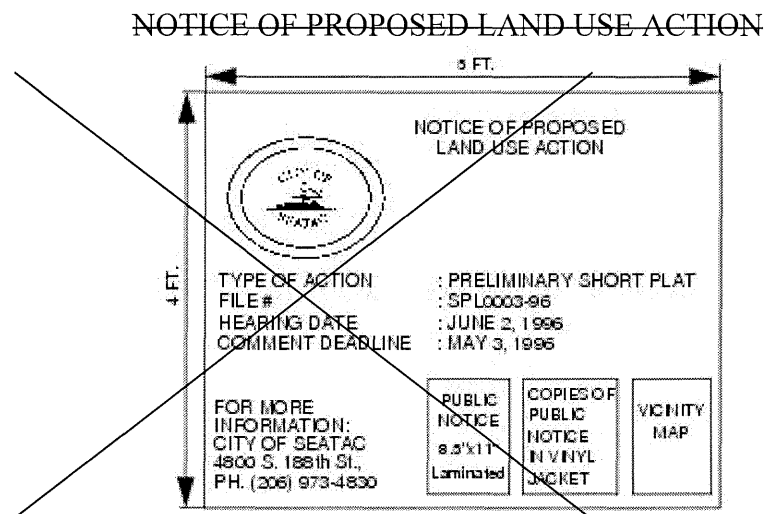 NOTICE OF PROPOSED LAND USE ACTION
5 FT.
NOTICE OF PROPOSED
LAND USE ACTION
CITY OF
SEATAC
4 FT.
TYPE OF ACTION : PRELIMINARY SHORT PLAT
FILE # : SPL0003-96
HEARING DATE : JUNE 2, 1996
COMMENT DEADLINE : MAY 3, 1996
FOR MORE
INFORMATION:
CITY OF SEATAC
4800 S. 188th St.,
PH. (206) 973-4830
PUBLIC
NOTICE
8.5"x11"
Laminated
COPIES OF
PUBLIC
NOTICE
IN VINYL
JACKET
VICINITY
MAP